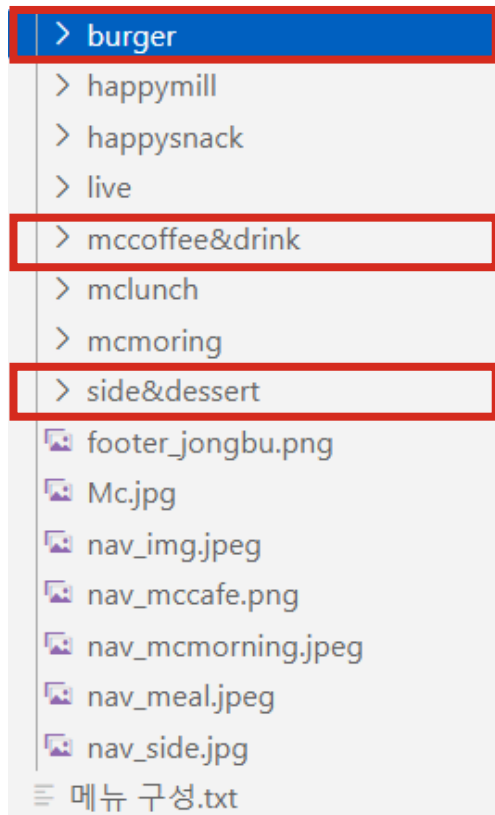 burger
happymill
happysnack
live
mccoffee&drink
mclunch
mcmoring
side&dessert
footer_jongbu.png
Mc.jpg
nav_img.jpeg
nav_mccafe.png
nav_mcmorning.jpeg
nav_meal.jpeg
nav_side.jpg
메뉴 구성.txt